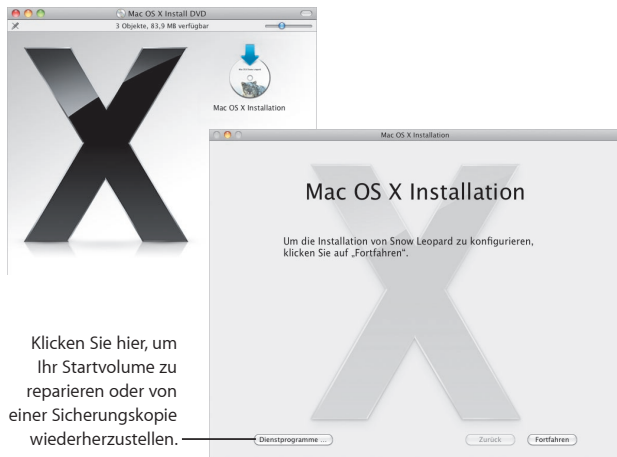 Mac OS X Install DVD
3 Objekte, 83,9 MB verfügbar
Mac OS X Installation
Mac OS X Installation
Mac OS X Installation
Um die Installation von Snow Leopard zu konfigurieren,
klicken Sie auf „Fortfahren“.
Klicken Sie hier, um
Ihr Startvolume zu
reparieren oder von
einer Sicherungskopie
wiederherzustellen.
Dienstprogramme ...
Zurück
Fortfahren